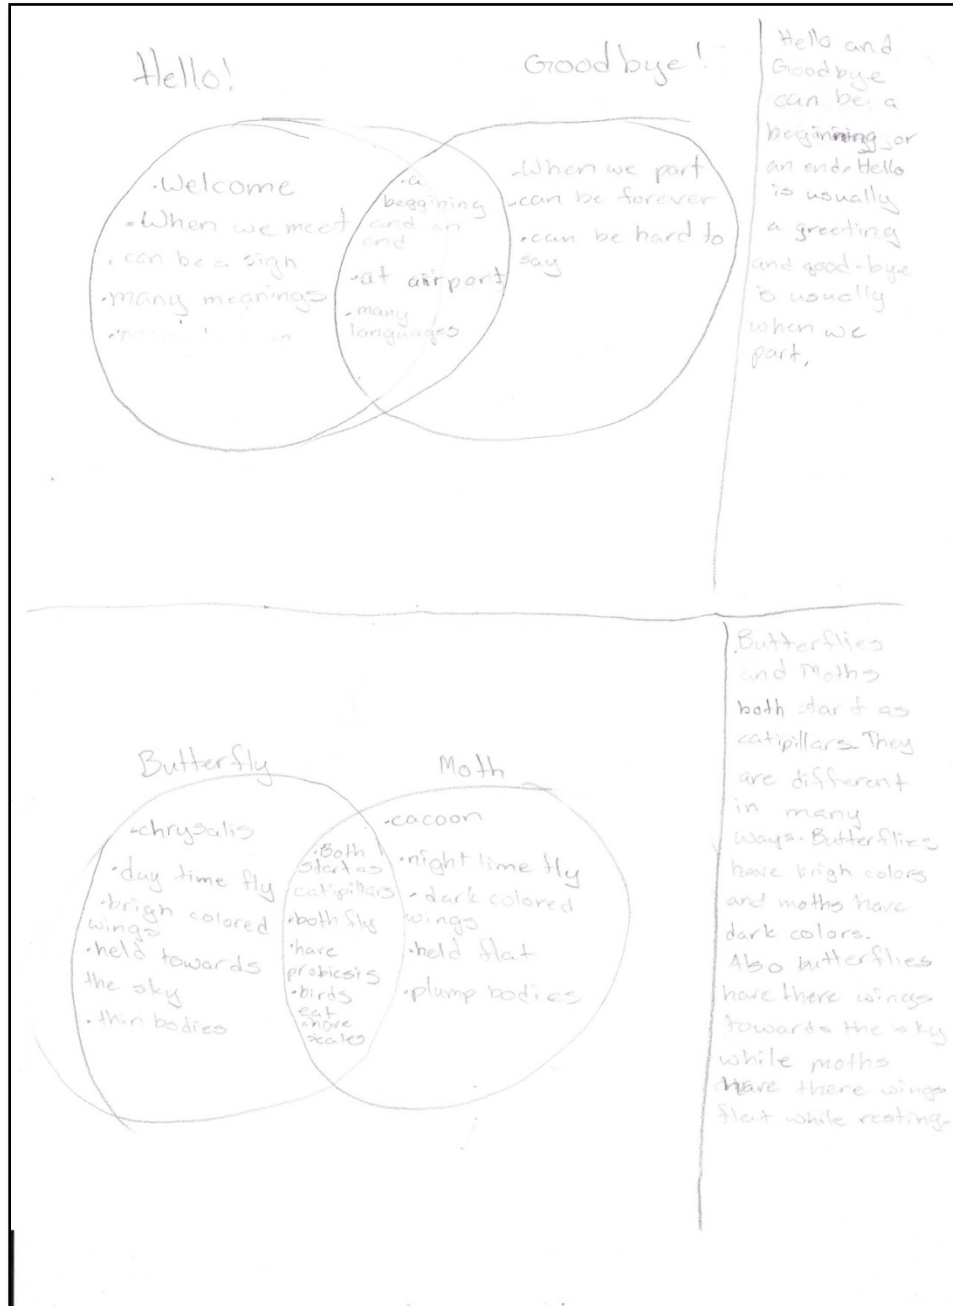 Hello!
Goodbye!
•Welcome
•When we meet
•can be a sign
•many meanings
•a
beggining
and an
end
•at airport
•many
languages
•When we part
•can be forever
•can be hard to
say
Hello and
Goodbye
can be a
beginning or
an end. Hello
is usually
a greeting
and good-bye
is usually
when we
part.
Butterfly
Moth
•chrysalis
•day time fly
•brigh colored
wings
•held towards
the sky
•thin bodies
•Both
start as
catipillars
•both fly
•have
probicsis
•birds
eat
•have
scales
•cacoon
•night time fly
•dark colored
wings
•held flat
•plump bodies
Butterflies
and Moths
both start as
catipillars. They
are different
in many
ways. Butterflies
have brigh colors
and moths have
dark colors.
Also butterflies
have there wings
towards the sky
while moths
have there wings
flat while resting.